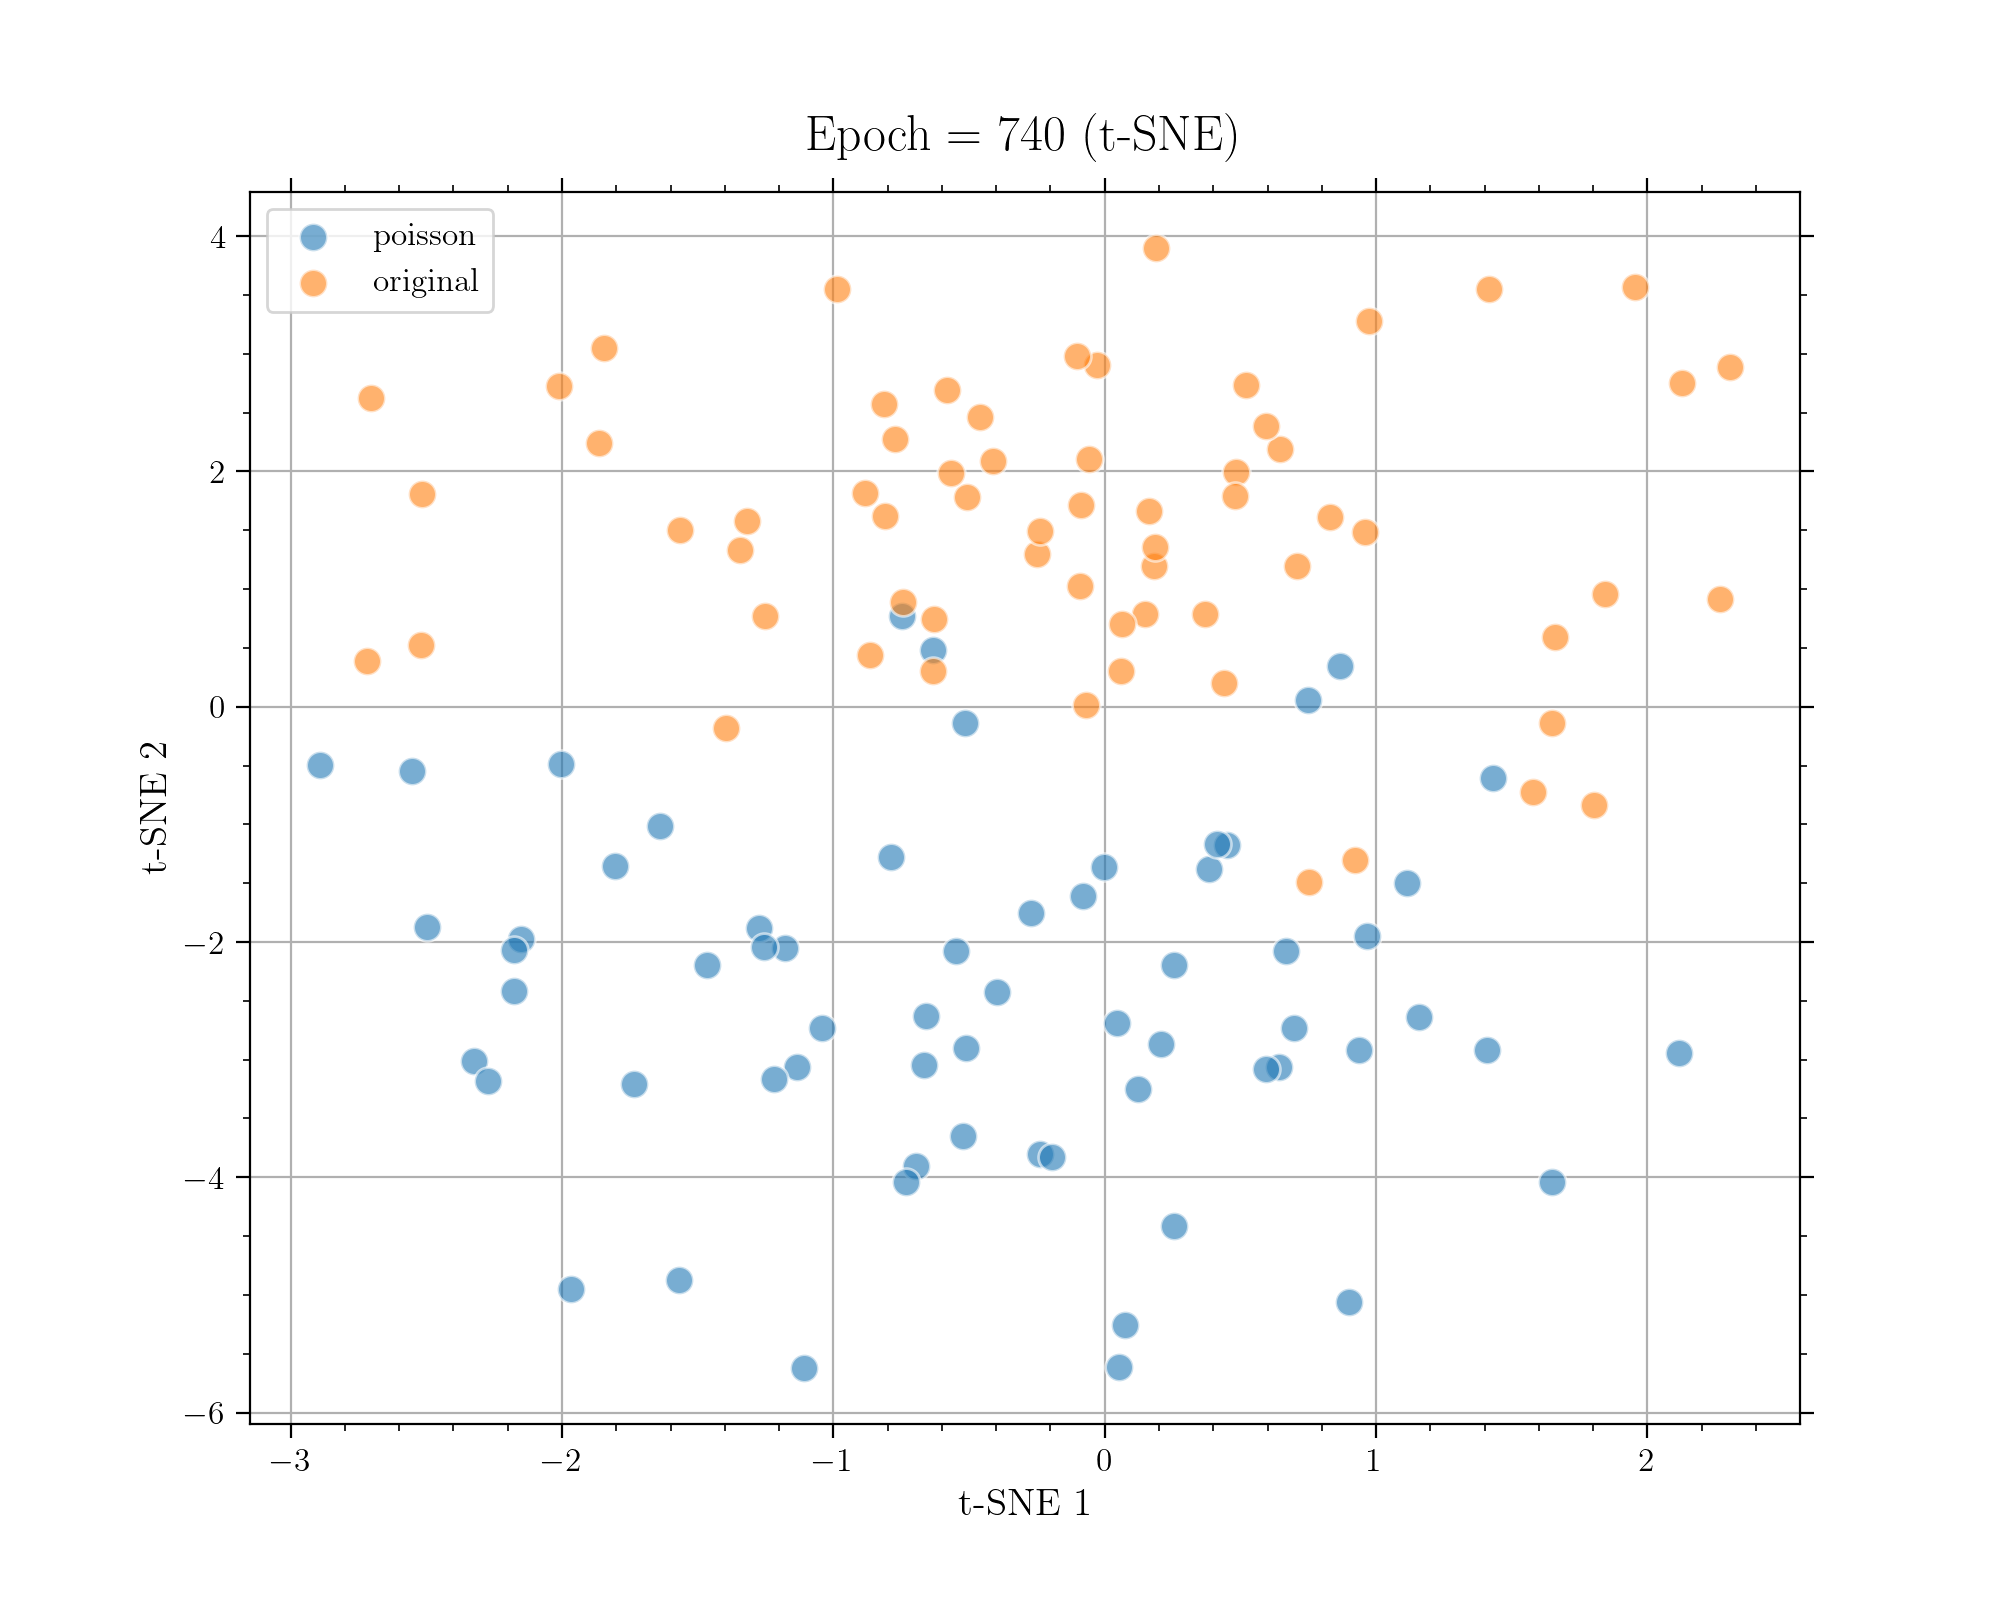 Epoch = 740 (t-SNE)
poisson
original
4
2
0
−2
−4
−6
t-SNE 2
−3 −2 −1 0 1 2
t-SNE 1